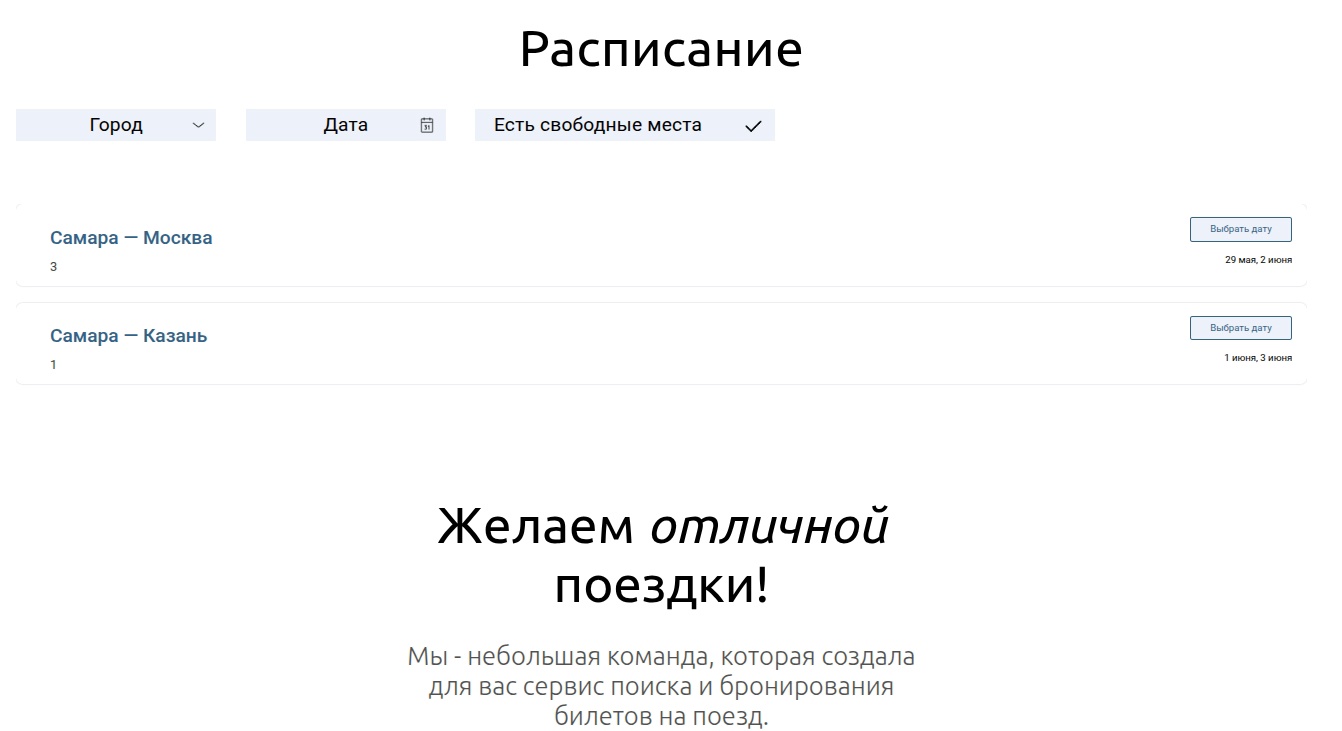 Расписание
Город
Дата
31
Есть свободные места
Самара — Москва
Выбрать дату
3
29 мая, 2 июня
Самара — Казань
Выбрать дату
1
1 июня, 3 июня
Желаем отличной
поездки!
Мы - небольшая команда, которая создала
для вас сервис поиска и бронирования
билетов на поезд.